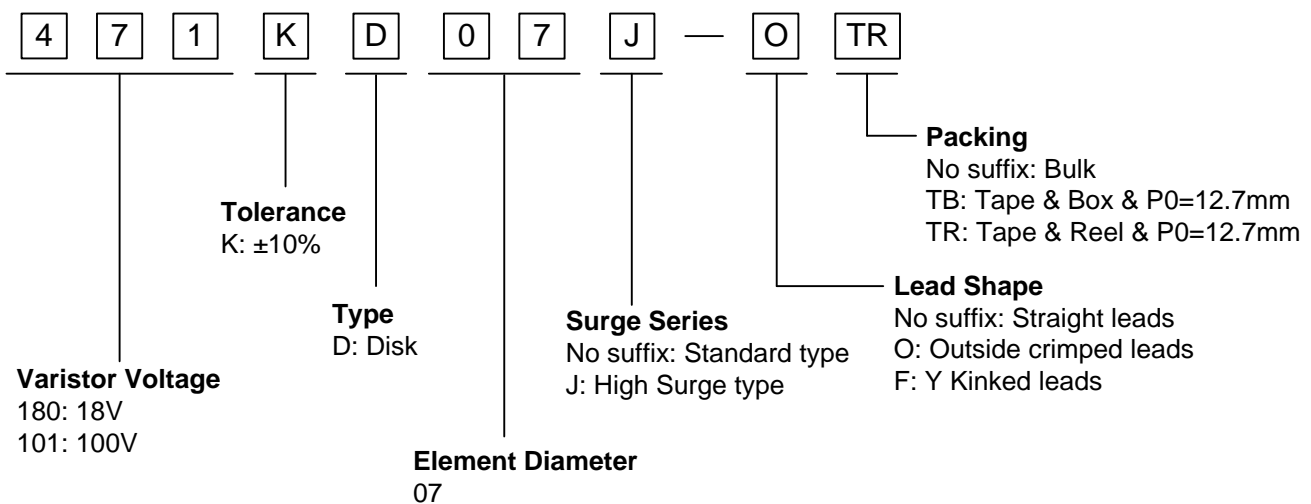 4 7 1 K D 0 7 J — O TR
Packing
No suffix: Bulk
TB: Tape & Box & P0=12.7mm
TR: Tape & Reel & P0=12.7mm
Tolerance
K: ±10%
Lead Shape
No suffix: Straight leads
O: Outside crimped leads
F: Y Kinked leads
Type
D: Disk
Surge Series
No suffix: Standard type
J: High Surge type
Varistor Voltage
180: 18V
101: 100V
Element Diameter
07